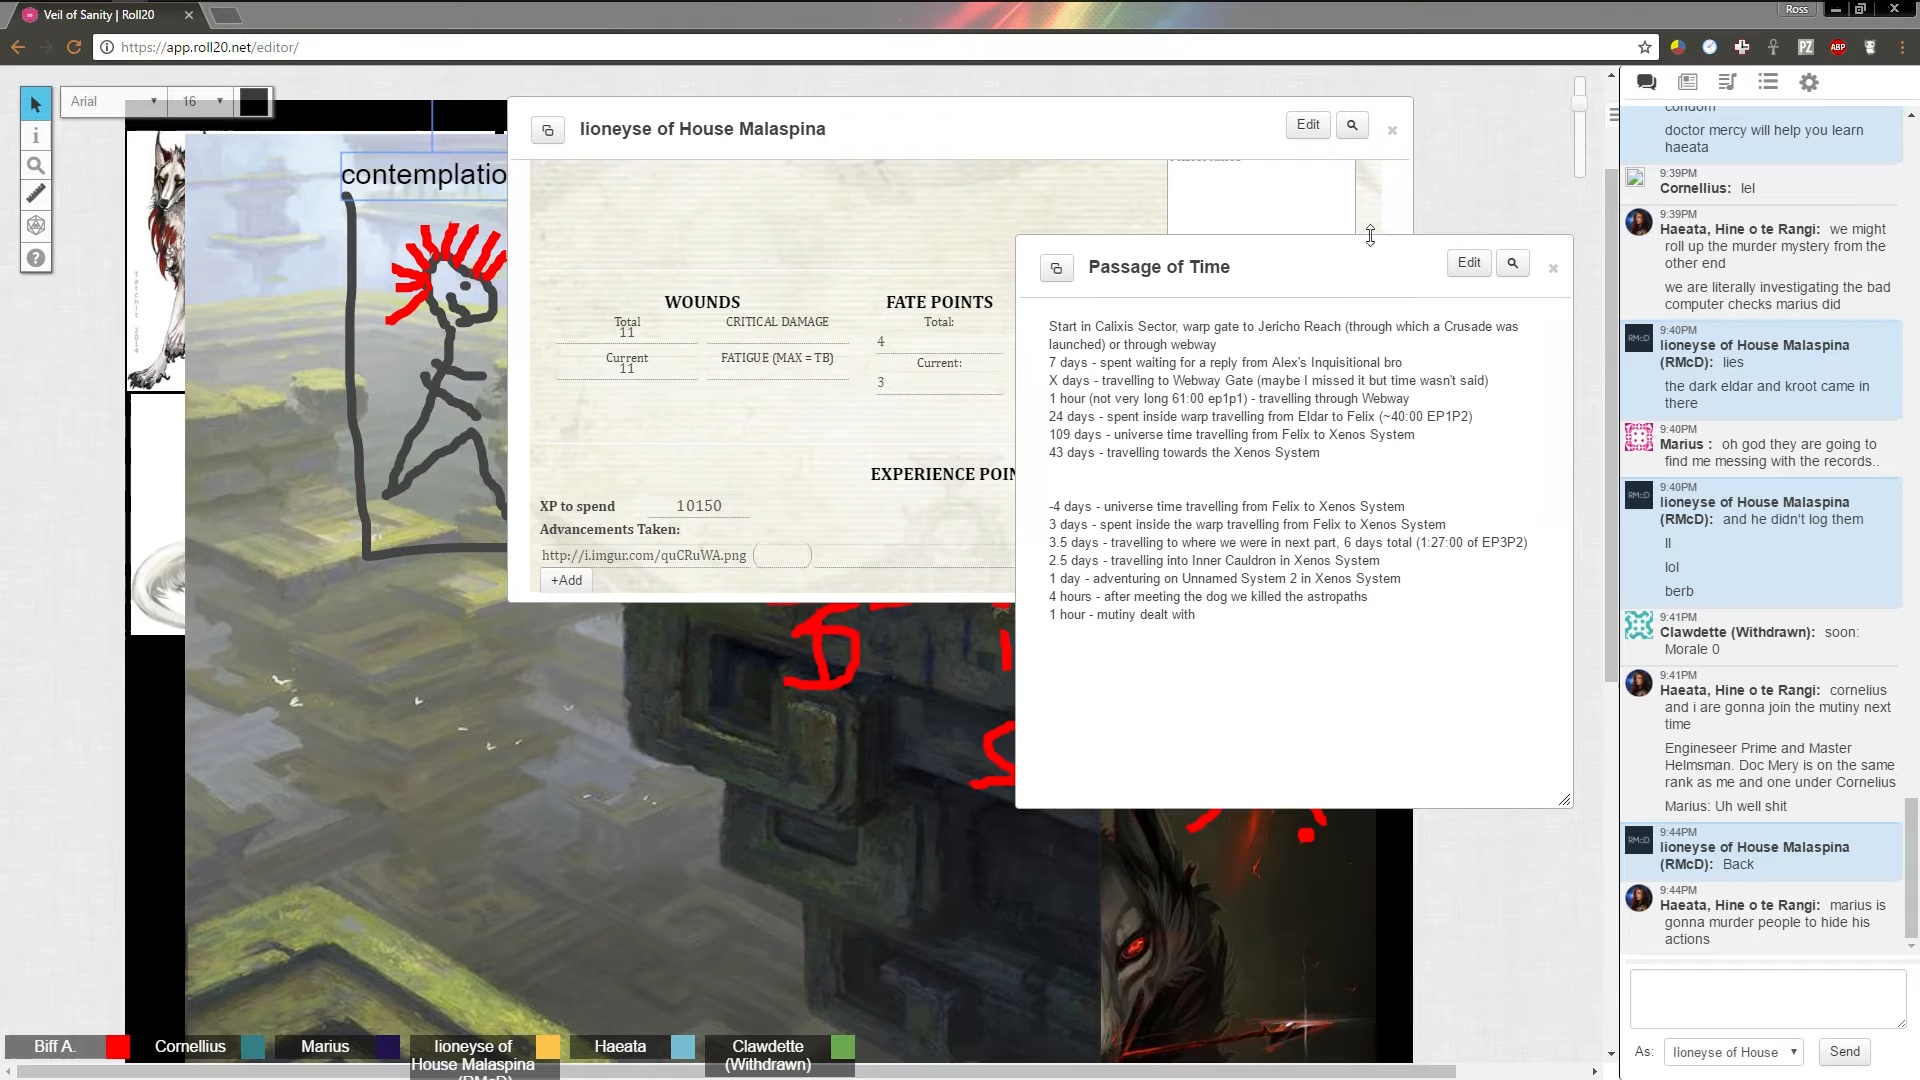 Veil of Sanity | Roll20
Ross
https://app.roll20.net/editor/
PZ
ABP
Arial
16
contemplatio
Iioneyse of House Malaspina
Edit
WOUNDS
FATE POINTS
Total
CRITICAL DAMAGE
Total:
11
4
Current
FATIGUE (MAX = TB)
Current:
11
3
EXPERIENCE POIN
XP to spend
10150
Advancements Taken:
http://i.imgur.com/quCRuWA.png
+Add
Passage of Time
Edit
Start in Calixis Sector, warp gate to Jericho Reach (through which a Crusade was
launched) or through webway
7 days - spent waiting for a reply from Alex's Inquisitional bro
X days - travelling to Webway Gate (maybe I missed it but time wasn't said)
1 hour (not very long 61:00 ep1p1) - travelling through Webway
24 days - spent inside warp travelling from Eldar to Felix (~40:00 EP1P2)
109 days - universe time travelling from Felix to Xenos System
43 days - travelling towards the Xenos System
-4 days - universe time travelling from Felix to Xenos System
3 days - spent inside the warp travelling from Felix to Xenos System
3.5 days - travelling to where we were in next part, 6 days total (1:27:00 of EP3P2)
2.5 days - travelling into Inner Cauldron in Xenos System
1 day - adventuring on Unnamed System 2 in Xenos System
4 hours - after meeting the dog we killed the astropaths
1 hour - mutiny dealt with
condom
doctor mercy will help you learn
haeata
9:39PM
Cornellius: lel
9:39PM
Haeata, Hine o te Rangi: we might
roll up the murder mystery from the
other end
we are literally investigating the bad
computer checks marius did
RMcD
9:40PM
Iioneyse of House Malaspina
(RMcD): lies
the dark eldar and kroot came in
there
9:40PM
Marius : oh god they are going to
find me messing with the records..
RMcD
9:40PM
Iioneyse of House Malaspina
(RMcD): and he didn't log them
ll
lol
berb
9:41PM
Clawdette (Withdrawn): soon:
Morale 0
9:41PM
Haeata, Hine o te Rangi: cornelius
and i are gonna join the mutiny next
time
Engineseer Prime and Master
Helmsman. Doc Mery is on the same
rank as me and one under Cornelius
Marius: Uh well shit
RMcD
9:44PM
Iioneyse of House Malaspina
(RMcD): Back
9:44PM
Haeata, Hine o te Rangi: marius is
gonna murder people to hide his
actions
As:
Iioneyse of House
Send
Biff A.
Cornellius
Marius
Iioneyse of
House Malaspina
(RMcD)
Haeata
Clawdette
(Withdrawn)